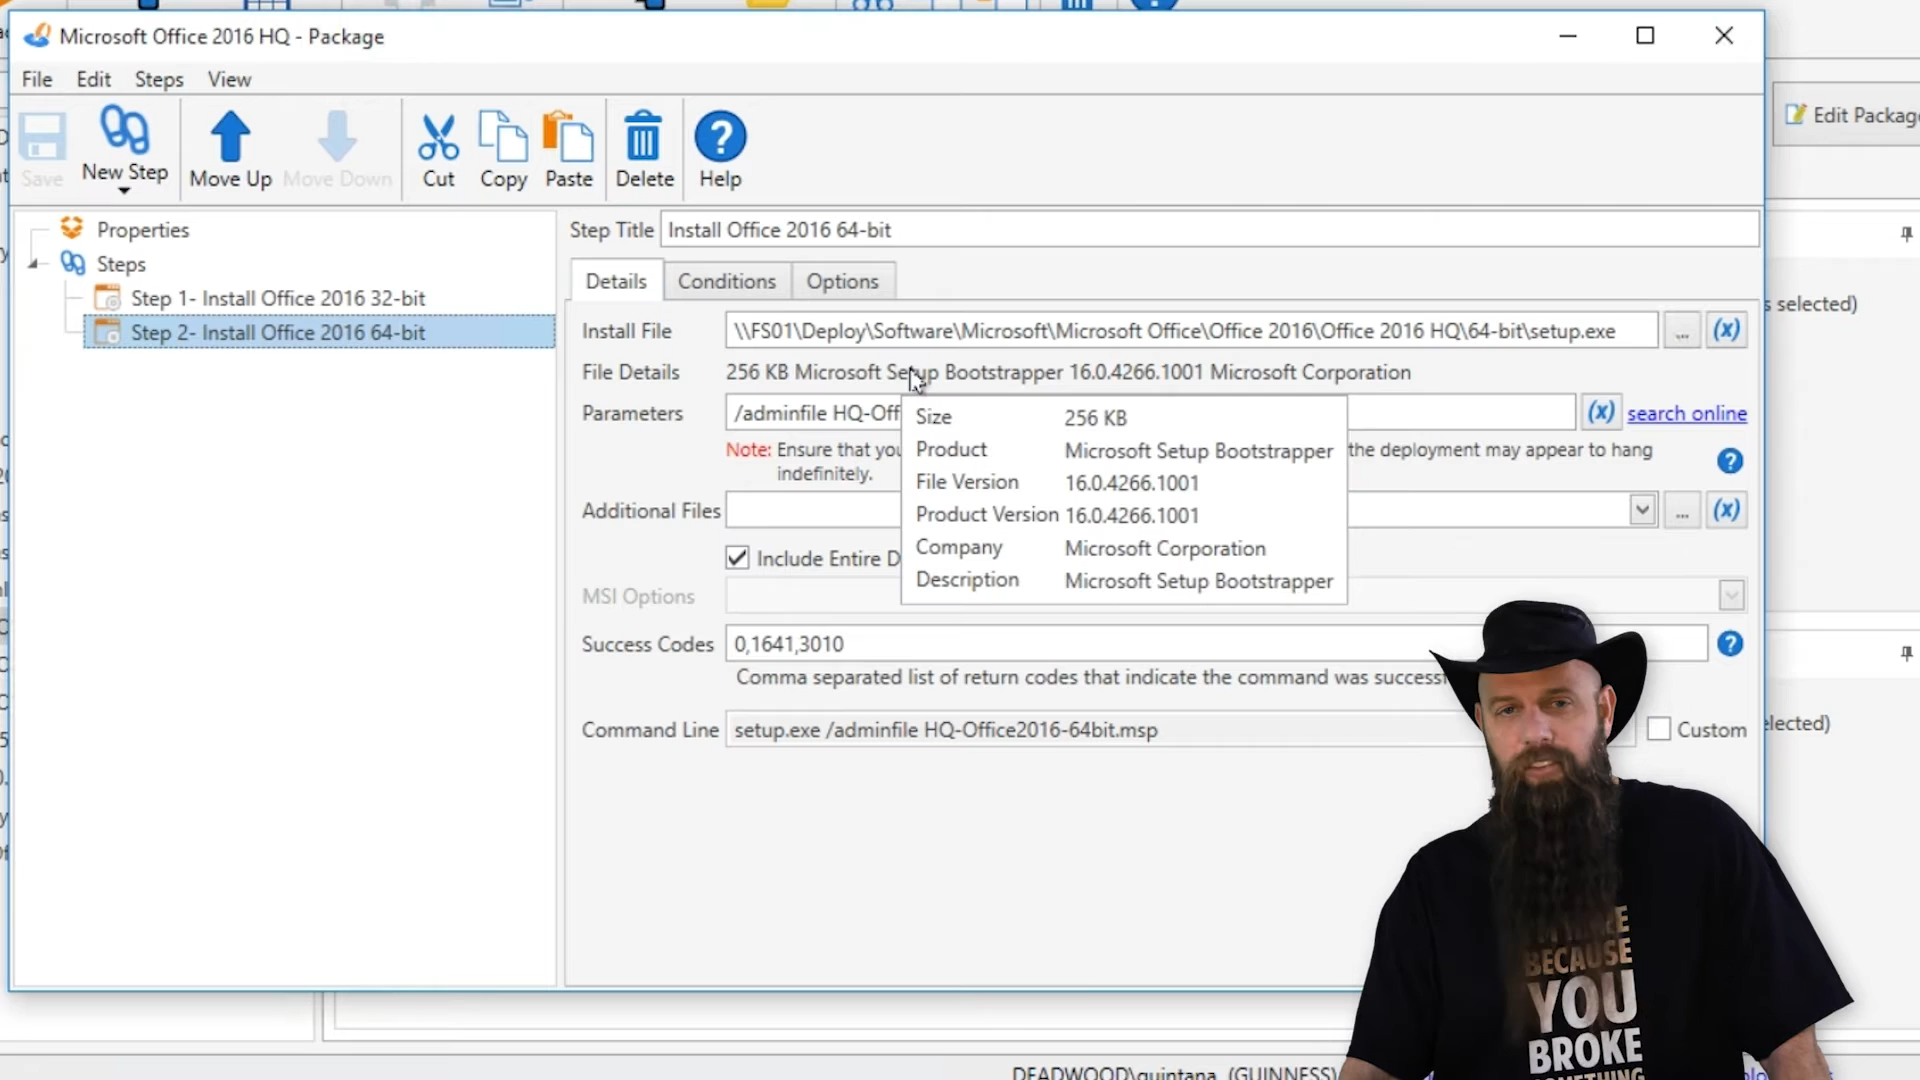 Microsoft Office 2016 HQ - Package
File Edit Steps View
Edit Package
Save New Step Move Up Move Down Cut Copy Paste Delete Help
Properties
Steps
Step 1- Install Office 2016 32-bit
Step 2- Install Office 2016 64-bit
Step Title Install Office 2016 64-bit
Details Conditions Options
s selected)
Install File \\FS01\Deploy\Software\Microsoft\Microsoft Office\Office 2016\Office 2016 HQ\64-bit\setup.exe ... (x)
File Details 256 KB Microsoft Setup Bootstrapper 16.0.4266.1001 Microsoft Corporation
Parameters /adminfile HQ-Off (x) search online
Note: Ensure that you the deployment may appear to hang
indefinitely.
Size 256 KB
Product Microsoft Setup Bootstrapper
File Version 16.0.4266.1001
Product Version 16.0.4266.1001
Company Microsoft Corporation
Description Microsoft Setup Bootstrapper
Additional Files ... (x)
Include Entire D
MSI Options
Success Codes 0,1641,3010
Comma separated list of return codes that indicate the command was successf
Command Line setup.exe /adminfile HQ-Office2016-64bit.msp Custom
elected)
BECAUSE
YOU
BROKE
SOMETHING
DEADWOOD\quintana (GUINNESS)